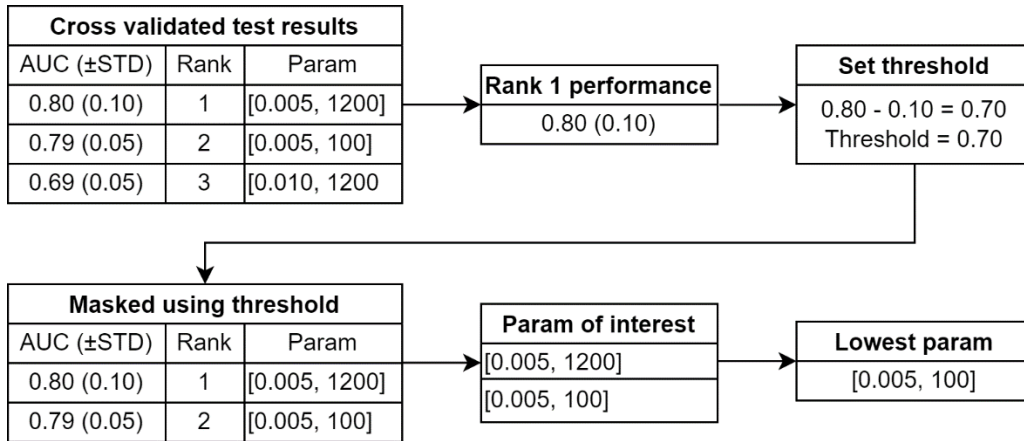 Cross validated test results
AUC (±STD) Rank Param
0.80 (0.10) 1 [0.005, 1200]
0.79 (0.05) 2 [0.005, 100]
0.69 (0.05) 3 [0.010, 1200
Rank 1 performance
0.80 (0.10)
Set threshold
0.80 - 0.10 = 0.70
Threshold = 0.70
Masked using threshold
AUC (±STD) Rank Param
0.80 (0.10) 1 [0.005, 1200]
0.79 (0.05) 2 [0.005, 100]
Param of interest
[0.005, 1200]
[0.005, 100]
Lowest param
[0.005, 100]